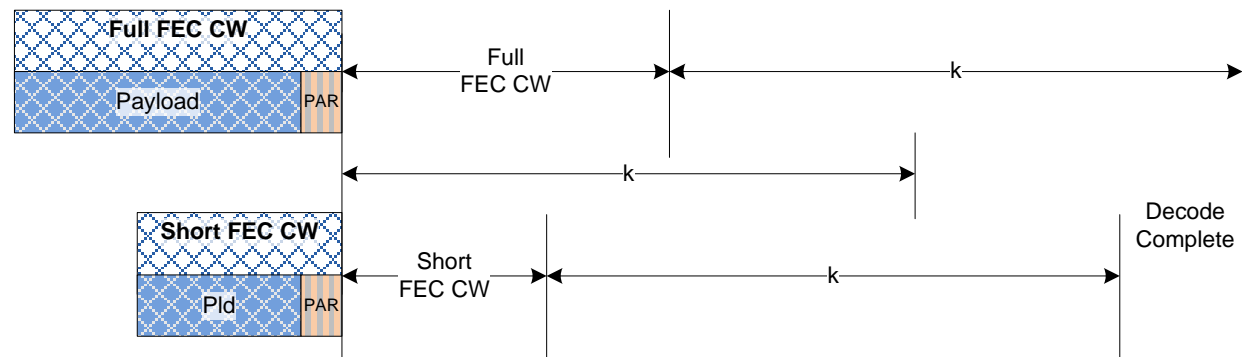 Full FEC CW
Payload
PAR
Full
FEC CW
k
k
Short FEC CW
Pld
PAR
Short
FEC CW
k
Decode
Complete